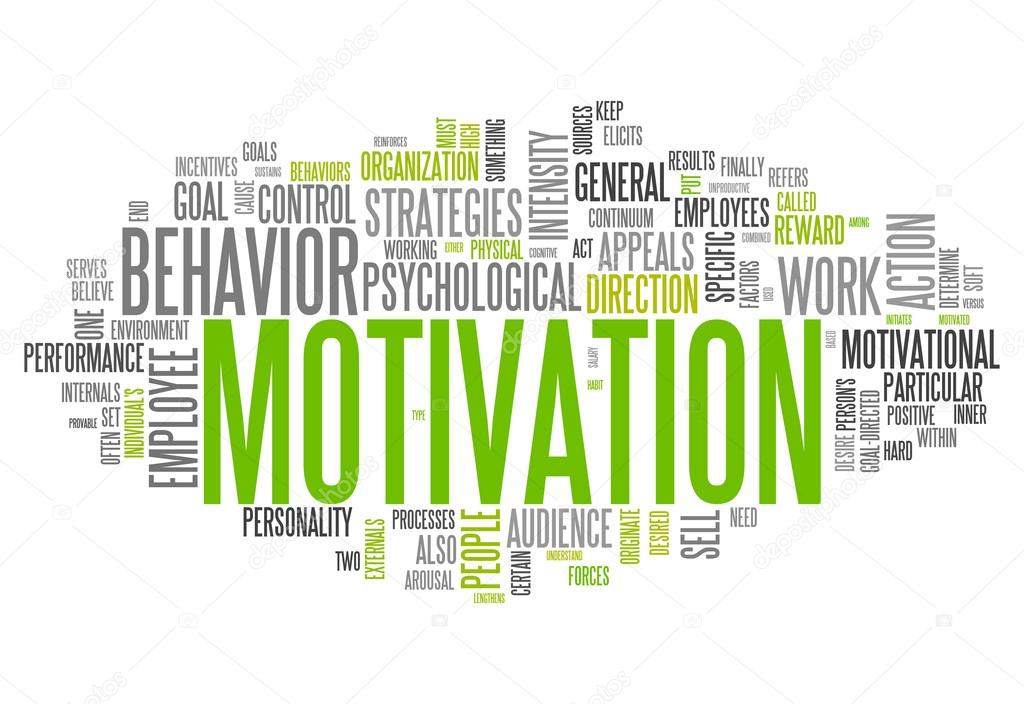 KEEP
SOURCES
ELICITS
MUST
HIGH
SOMETHING
REINFORCES
INTENSITY
GOALS
INCENTIVES
SUSTAINS
BEHAVIORS
ORGANIZATION
GENERAL
RESULTS
FINALLY
PUT
UNPRODUCTIVE
REFERS
GOAL
CAUSE
CONTROL
STRATEGIES
CONTINUUM
EMPLOYEES
CALLED
REWARD
AMONG
END
BEHAVIOR
WORKING
EITHER
PHYSICAL
COGNITIVE
ACT
APPEALS
SPECIFIC
COMBINED
FACTORS
USED
WORK
ACTION
DETERMINE
SOFT
VERSUS
SERVES
BELIEVE
PSYCHOLOGICAL
DIRECTION
INITIATES
MOTIVATED
ONE
ENVIRONMENT
MOTIVATION
BASED
PERFORMANCE
EMPLOYEE
MOTIVATIONAL
SALARY
HABIT
TYPE
INTERNALS
PROVABLE
SET
OFTEN
INDIVIDUAL'S
PARTICULAR
DESIRE
PERSON'S
GOAL-DIRECTED
POSITIVE
INNER
WITHIN
HARD
PERSONALITY
PROCESSES
PEOPLE
AUDIENCE
ORIGINATE
DESIRED
SELL
NEED
TWO
EXTERNALS
ALSO
AROUSAL
CERTAIN
UNDERSTAND
FORCES
LENGTHENS
depositphotos